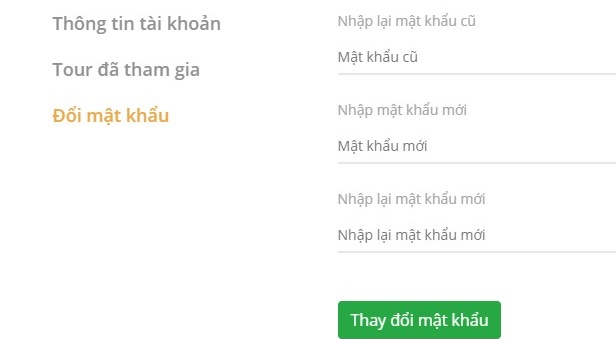 Thông tin tài khoản
Tour đã tham gia
Đổi mật khẩu
Nhập lại mật khẩu cũ
Mật khẩu cũ
Nhập mật khẩu mới
Mật khẩu mới
Nhập lại mật khẩu mới
Nhập lại mật khẩu mới
Thay đổi mật khẩu